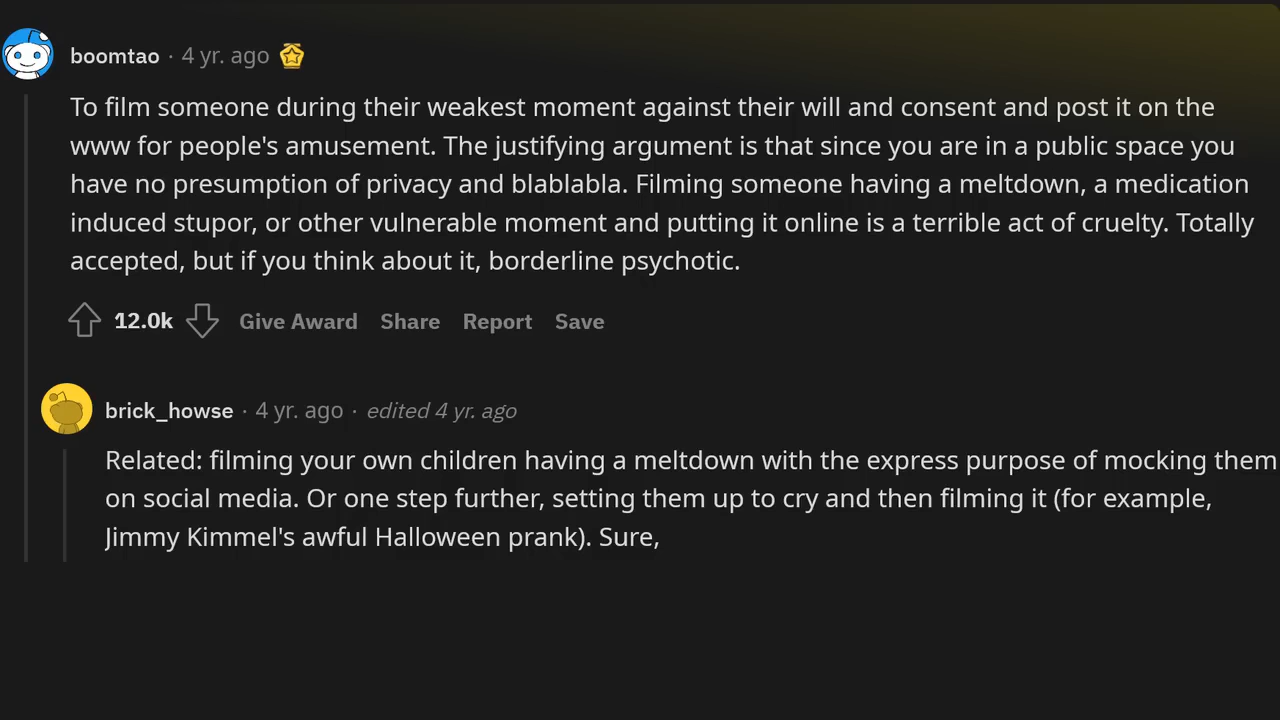 boomtao · 4 yr. ago
To film someone during their weakest moment against their will and consent and post it on the
www for people's amusement. The justifying argument is that since you are in a public space you
have no presumption of privacy and blablabla. Filming someone having a meltdown, a medication
induced stupor, or other vulnerable moment and putting it online is a terrible act of cruelty. Totally
accepted, but if you think about it, borderline psychotic.
12.0k Give Award Share Report Save
brick_howse · 4 yr. ago · edited 4 yr. ago
Related: filming your own children having a meltdown with the express purpose of mocking them
on social media. Or one step further, setting them up to cry and then filming it (for example,
Jimmy Kimmel's awful Halloween prank). Sure,